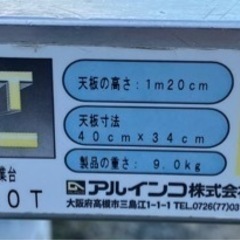 天板の高さ：1m20cm
天板寸法
40cm×34cm
製品の重さ：9.0kg
業台
0T
アルインコ株式会
大阪府高槻市三島江1-1-1 TEL.0726(77)03